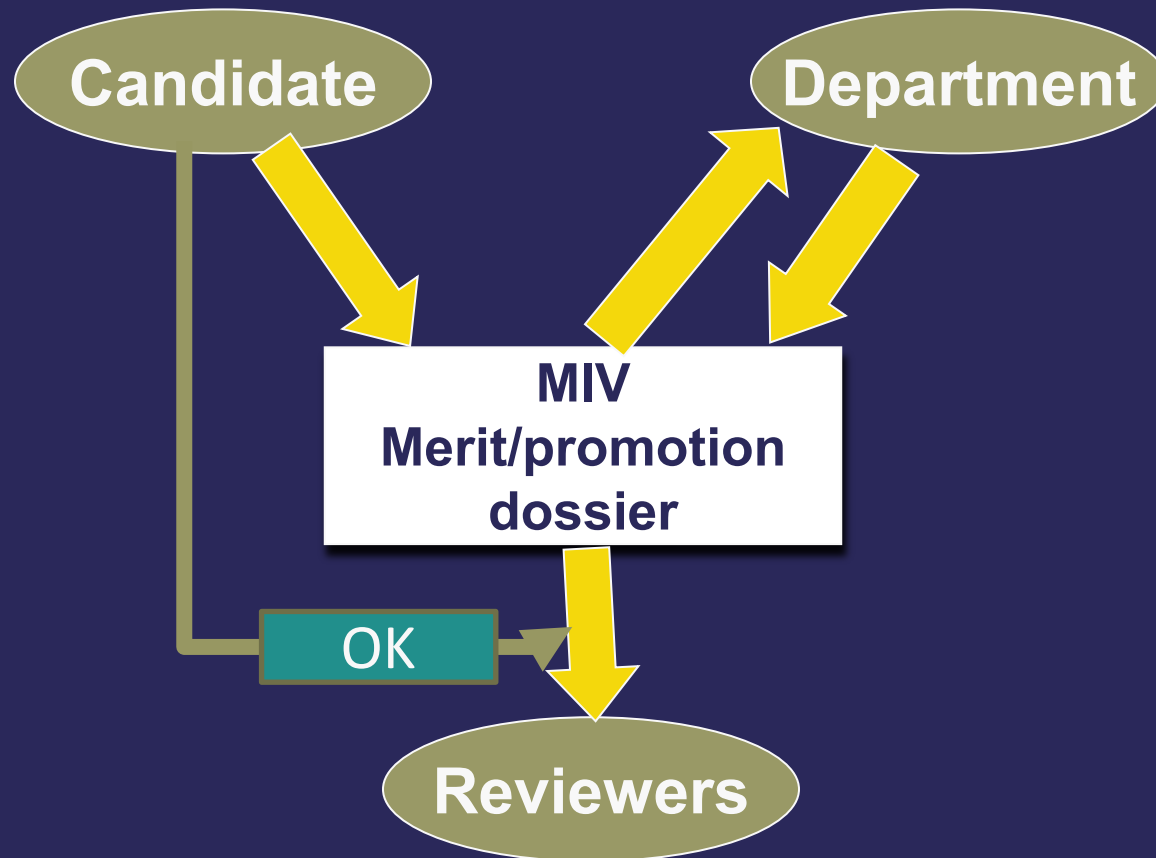 Candidate
Department
MIV
Merit/promotion
dossier
OK
Reviewers